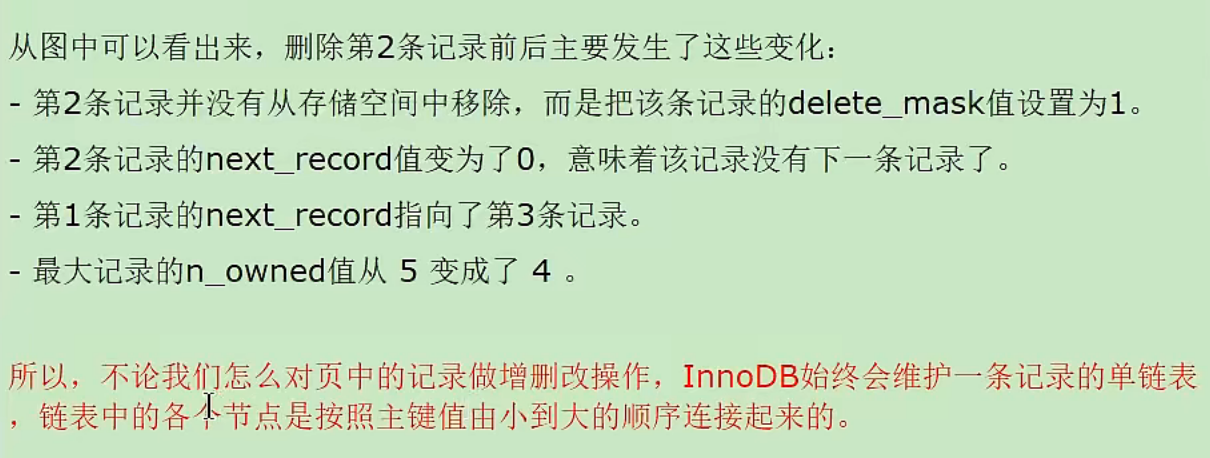 从图中可以看出来，删除第2条记录前后主要发生了这些变化：
- 第2条记录并没有从存储空间中移除，而是把该条记录的delete_mask值设置为1。
- 第2条记录的next_record值变为了0，意味着该记录没有下一条记录了。
- 第1条记录的next_record指向了第3条记录。
- 最大记录的n_owned值从 5 变成了 4 。
所以，不论我们怎么对页中的记录做增删改操作，InnoDB始终会维护一条记录的单链表
，链表中的各个节点是按照主键值由小到大的顺序连接起来的。